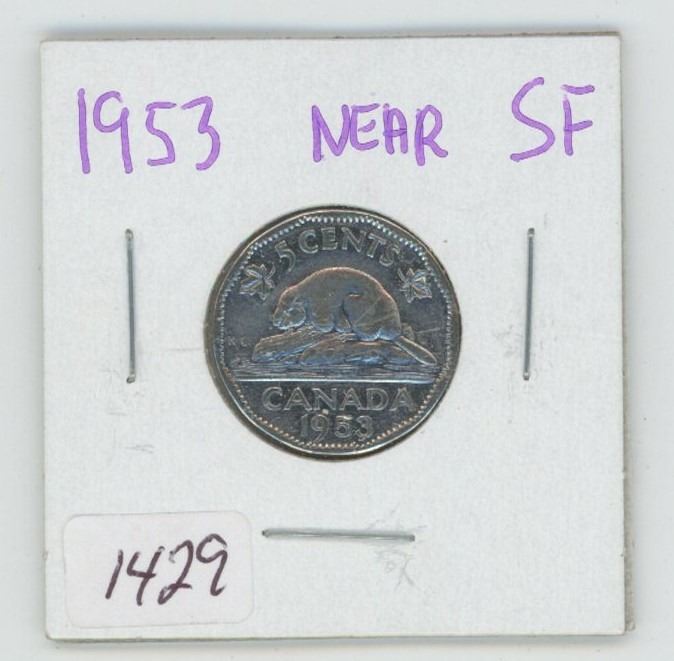 1953 NEAR SF
5 CENTS
K G
CANADA
1953
1429